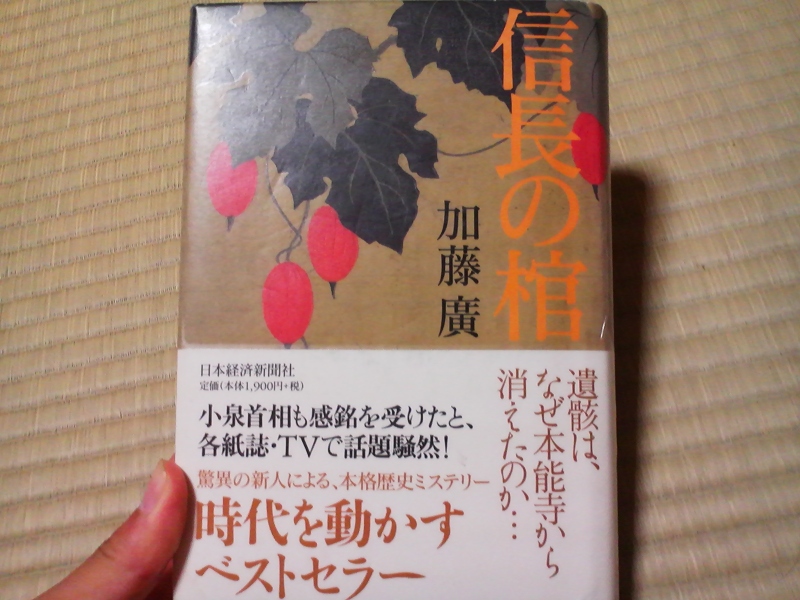 信長の棺
加藤廣
遺骸は、
なぜ本能寺から
消えたのか…
日本経済新聞社
定価(本体1,900円+税)
小泉首相も感銘を受けたと、
各紙誌・TVで話題騒然!
驚異の新人による、本格歴史ミステリー
時代を動かす
ベストセラー